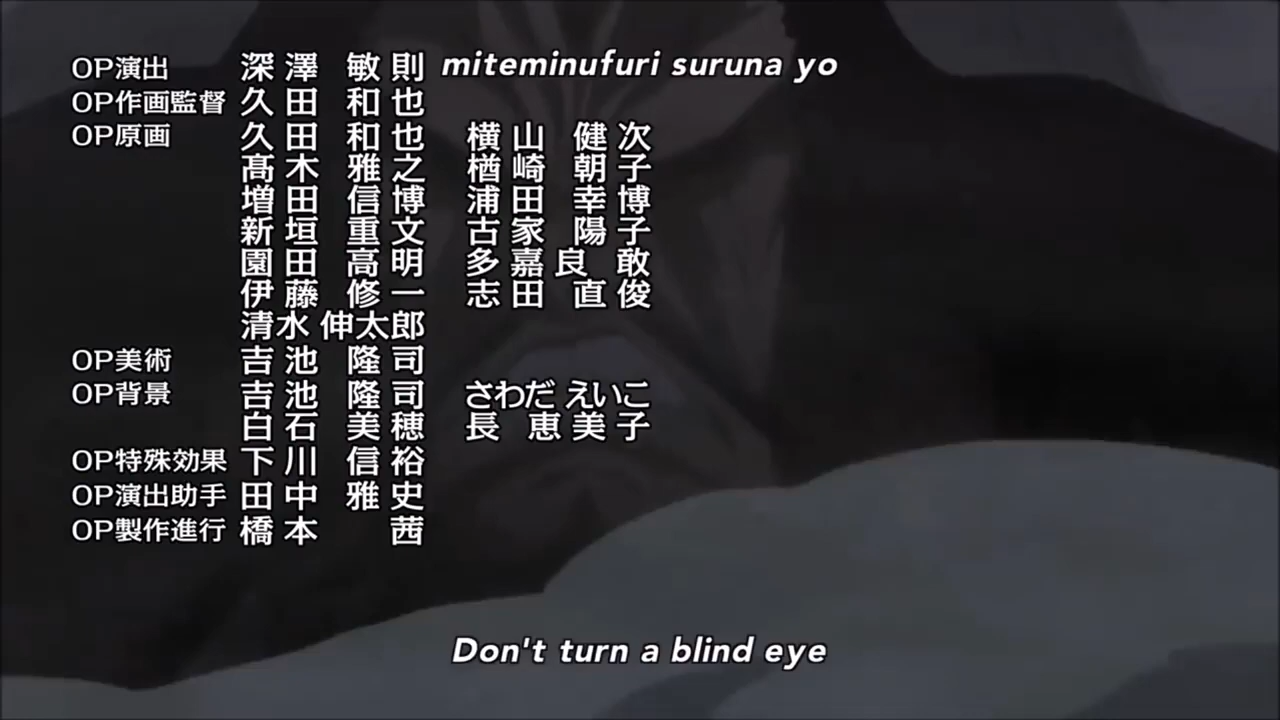 OP演出 深澤 敏則 miteminufuri suruna yo
OP作画監督 久田 和也
OP原画 久田 和也 横山 健次
髙木 雅之 楢崎 朝子
増田 信博 浦田 幸博
新垣 重文 古家 陽子
園田 高明 多嘉良 敢
伊藤 修一 志田 直俊
清水 伸太郎
OP美術 吉池 隆司
OP背景 吉池 隆司 さわだ えいこ
白石 美穂 長 恵美子
OP特殊効果 下川 信裕
OP演出助手 田中 雅史
OP製作進行 橋本 茜
Don't turn a blind eye